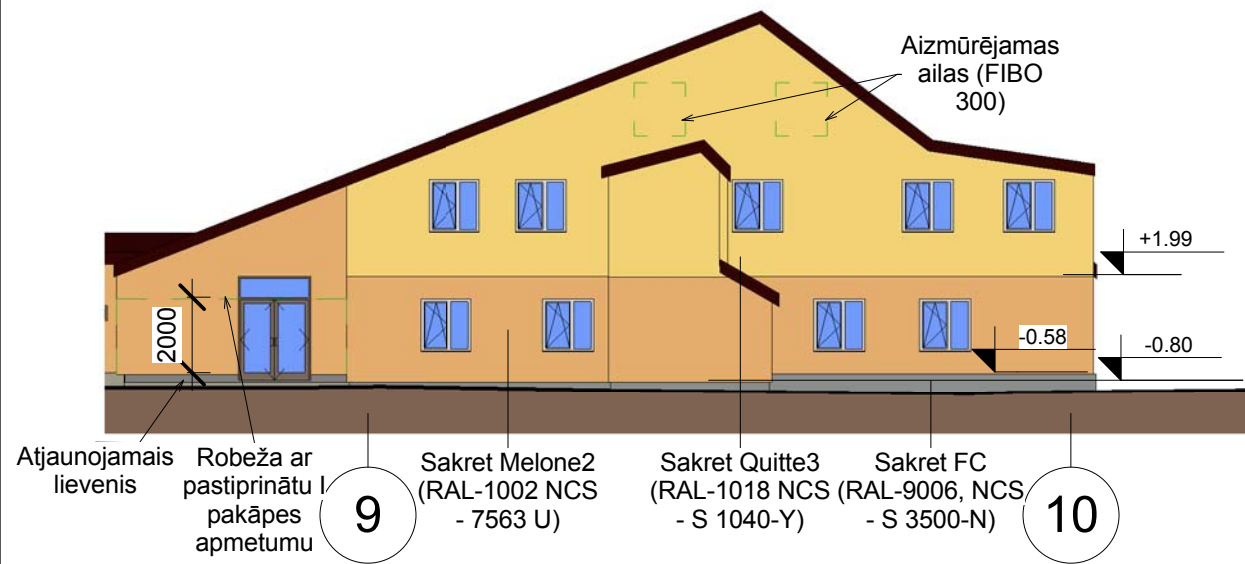 Aizmūrējamas
ailas (FIBO
300)
+1.99
2000
-0.58
-0.80
Atjaunojamais
lievenis
Robeža ar
pastiprinātu I
pakāpes
apmetumu
9
Sakret Melone2
(RAL-1002 NCS
- 7563 U)
Sakret Quitte3
(RAL-1018 NCS
- S 1040-Y)
Sakret FC
(RAL-9006, NCS
- S 3500-N)
10